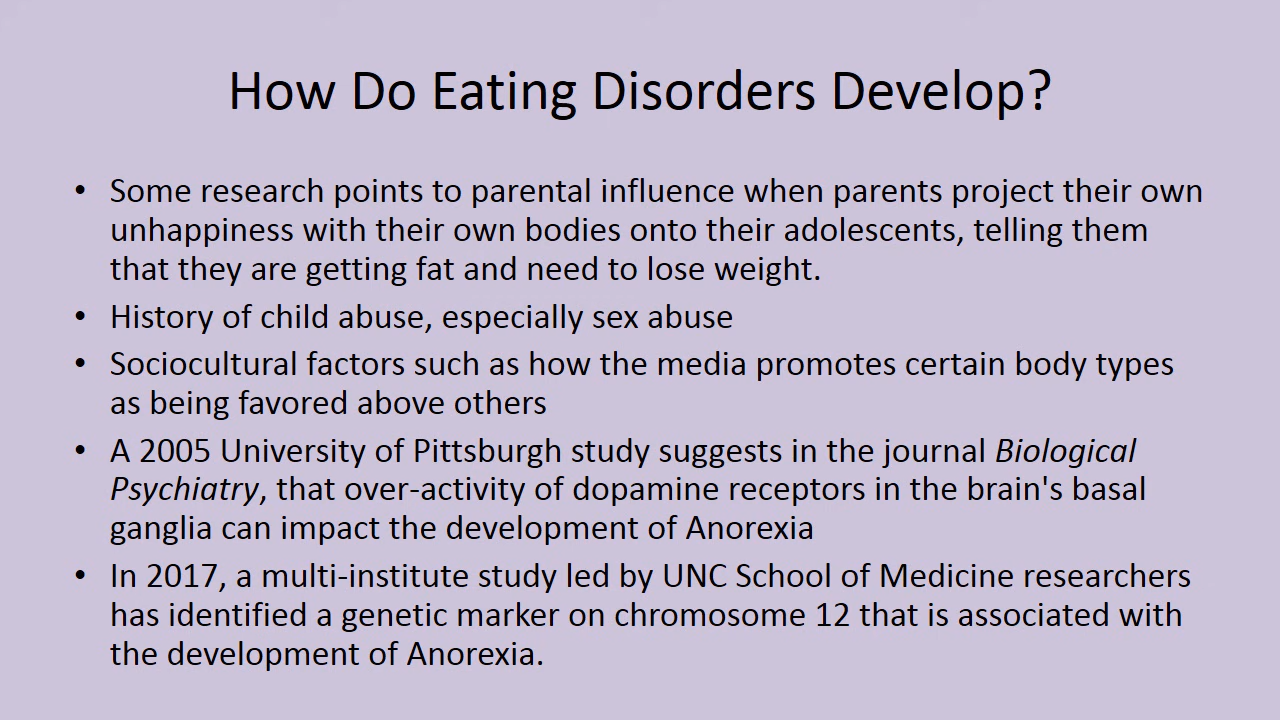 How Do Eating Disorders Develop?
• Some research points to parental influence when parents project their own
unhappiness with their own bodies onto their adolescents, telling them
that they are getting fat and need to lose weight.
• History of child abuse, especially sex abuse
• Sociocultural factors such as how the media promotes certain body types
as being favored above others
• A 2005 University of Pittsburgh study suggests in the journal Biological
Psychiatry, that over-activity of dopamine receptors in the brain's basal
ganglia can impact the development of Anorexia
• In 2017, a multi-institute study led by UNC School of Medicine researchers
has identified a genetic marker on chromosome 12 that is associated with
the development of Anorexia.